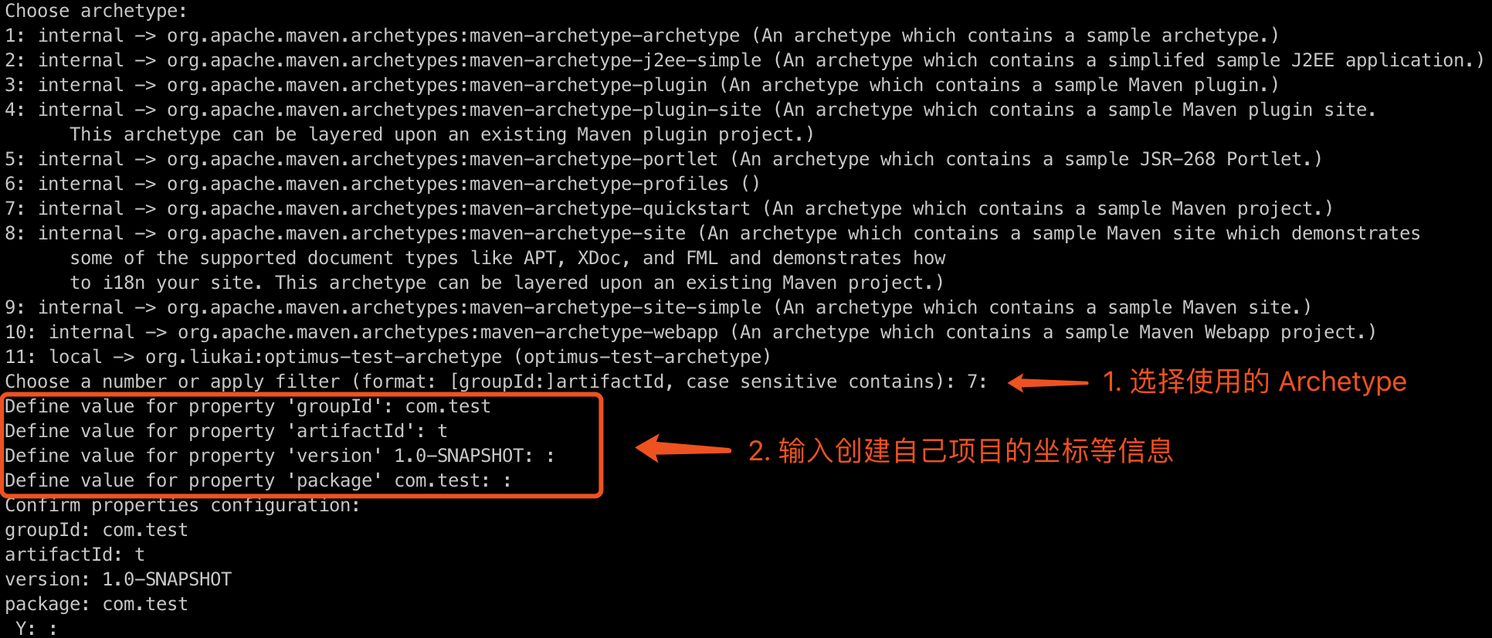 Choose archetype:
1: internal -> org.apache.maven.archetypes:maven-archetype-archetype (An archetype which contains a sample archetype.)
2: internal -> org.apache.maven.archetypes:maven-archetype-j2ee-simple (An archetype which contains a simplifed sample J2EE application.)
3: internal -> org.apache.maven.archetypes:maven-archetype-plugin (An archetype which contains a sample Maven plugin.)
4: internal -> org.apache.maven.archetypes:maven-archetype-plugin-site (An archetype which contains a sample Maven plugin site.
      This archetype can be layered upon an existing Maven plugin project.)
5: internal -> org.apache.maven.archetypes:maven-archetype-portlet (An archetype which contains a sample JSR-268 Portlet.)
6: internal -> org.apache.maven.archetypes:maven-archetype-profiles ()
7: internal -> org.apache.maven.archetypes:maven-archetype-quickstart (An archetype which contains a sample Maven project.)
8: internal -> org.apache.maven.archetypes:maven-archetype-site (An archetype which contains a sample Maven site which demonstrates
      some of the supported document types like APT, XDoc, and FML and demonstrates how
      to i18n your site. This archetype can be layered upon an existing Maven project.)
9: internal -> org.apache.maven.archetypes:maven-archetype-site-simple (An archetype which contains a sample Maven site.)
10: internal -> org.apache.maven.archetypes:maven-archetype-webapp (An archetype which contains a sample Maven Webapp project.)
11: local -> org.liukai:optimus-test-archetype (optimus-test-archetype)
Choose a number or apply filter (format: [groupId:]artifactId, case sensitive contains): 7: 1. 选择使用的 Archetype
Define value for property 'groupId': com.test
Define value for property 'artifactId': t
Define value for property 'version' 1.0-SNAPSHOT: : 2. 输入创建自己项目的坐标等信息
Define value for property 'package' com.test: :
Confirm properties configuration:
groupId: com.test
artifactId: t
version: 1.0-SNAPSHOT
package: com.test
 Y: :